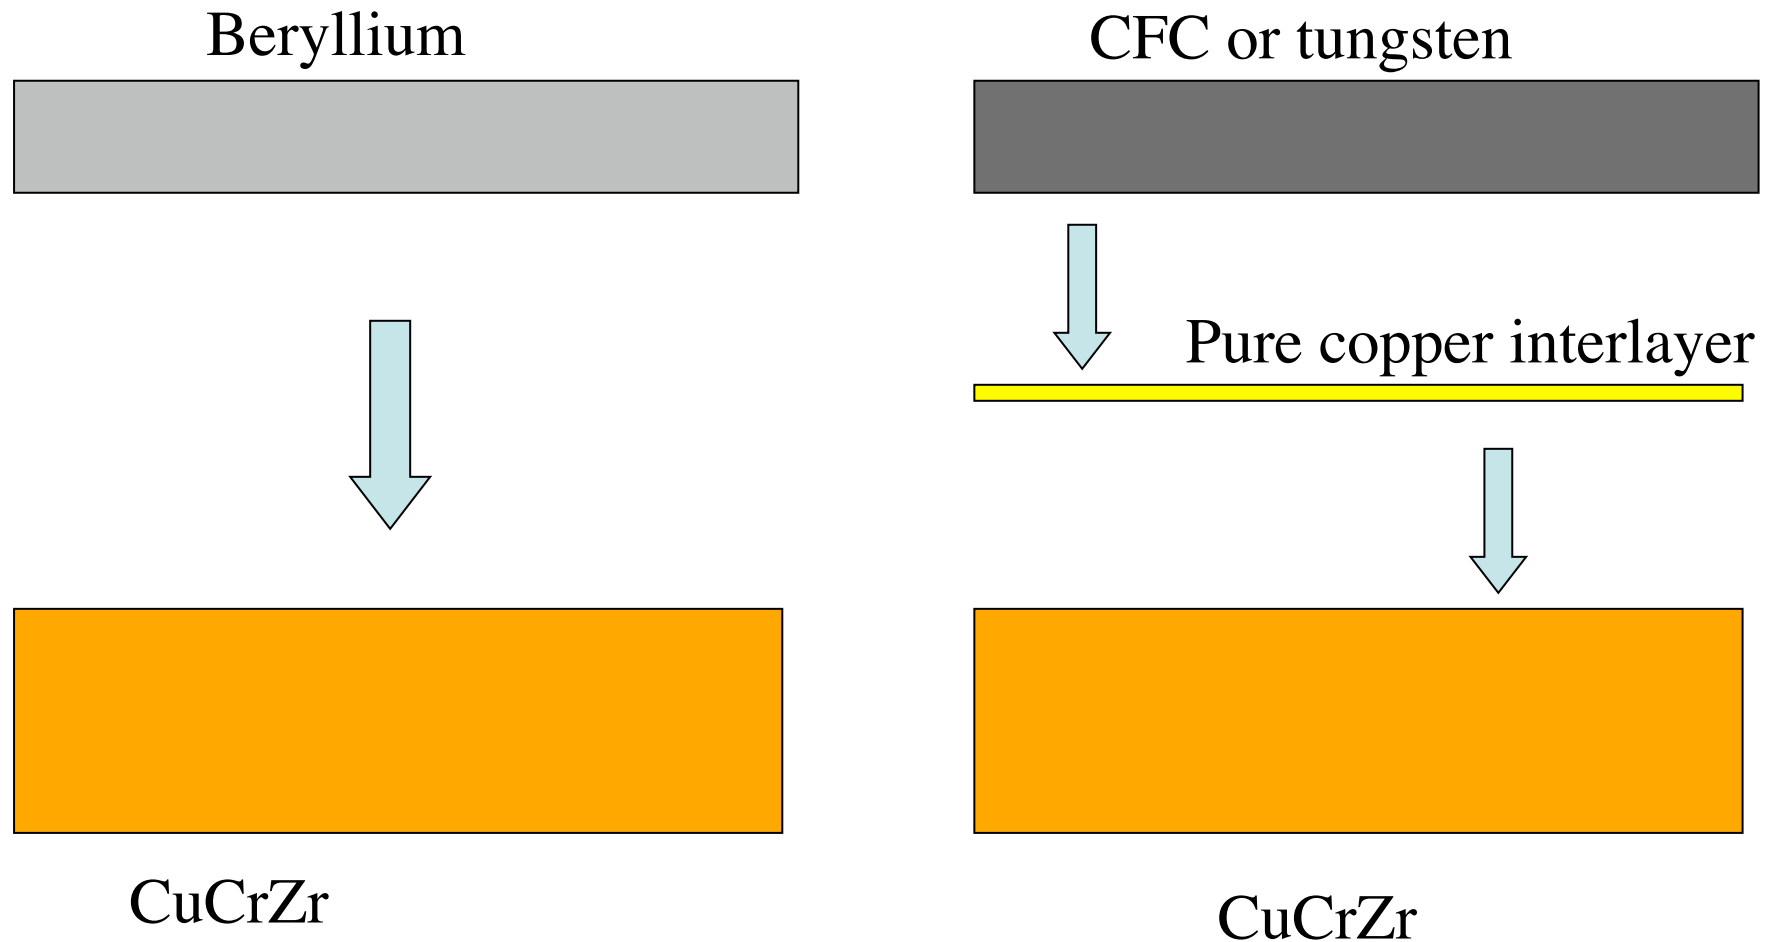 Beryllium
CFC or tungsten
Pure copper interlayer
CuCrZr
CuCrZr